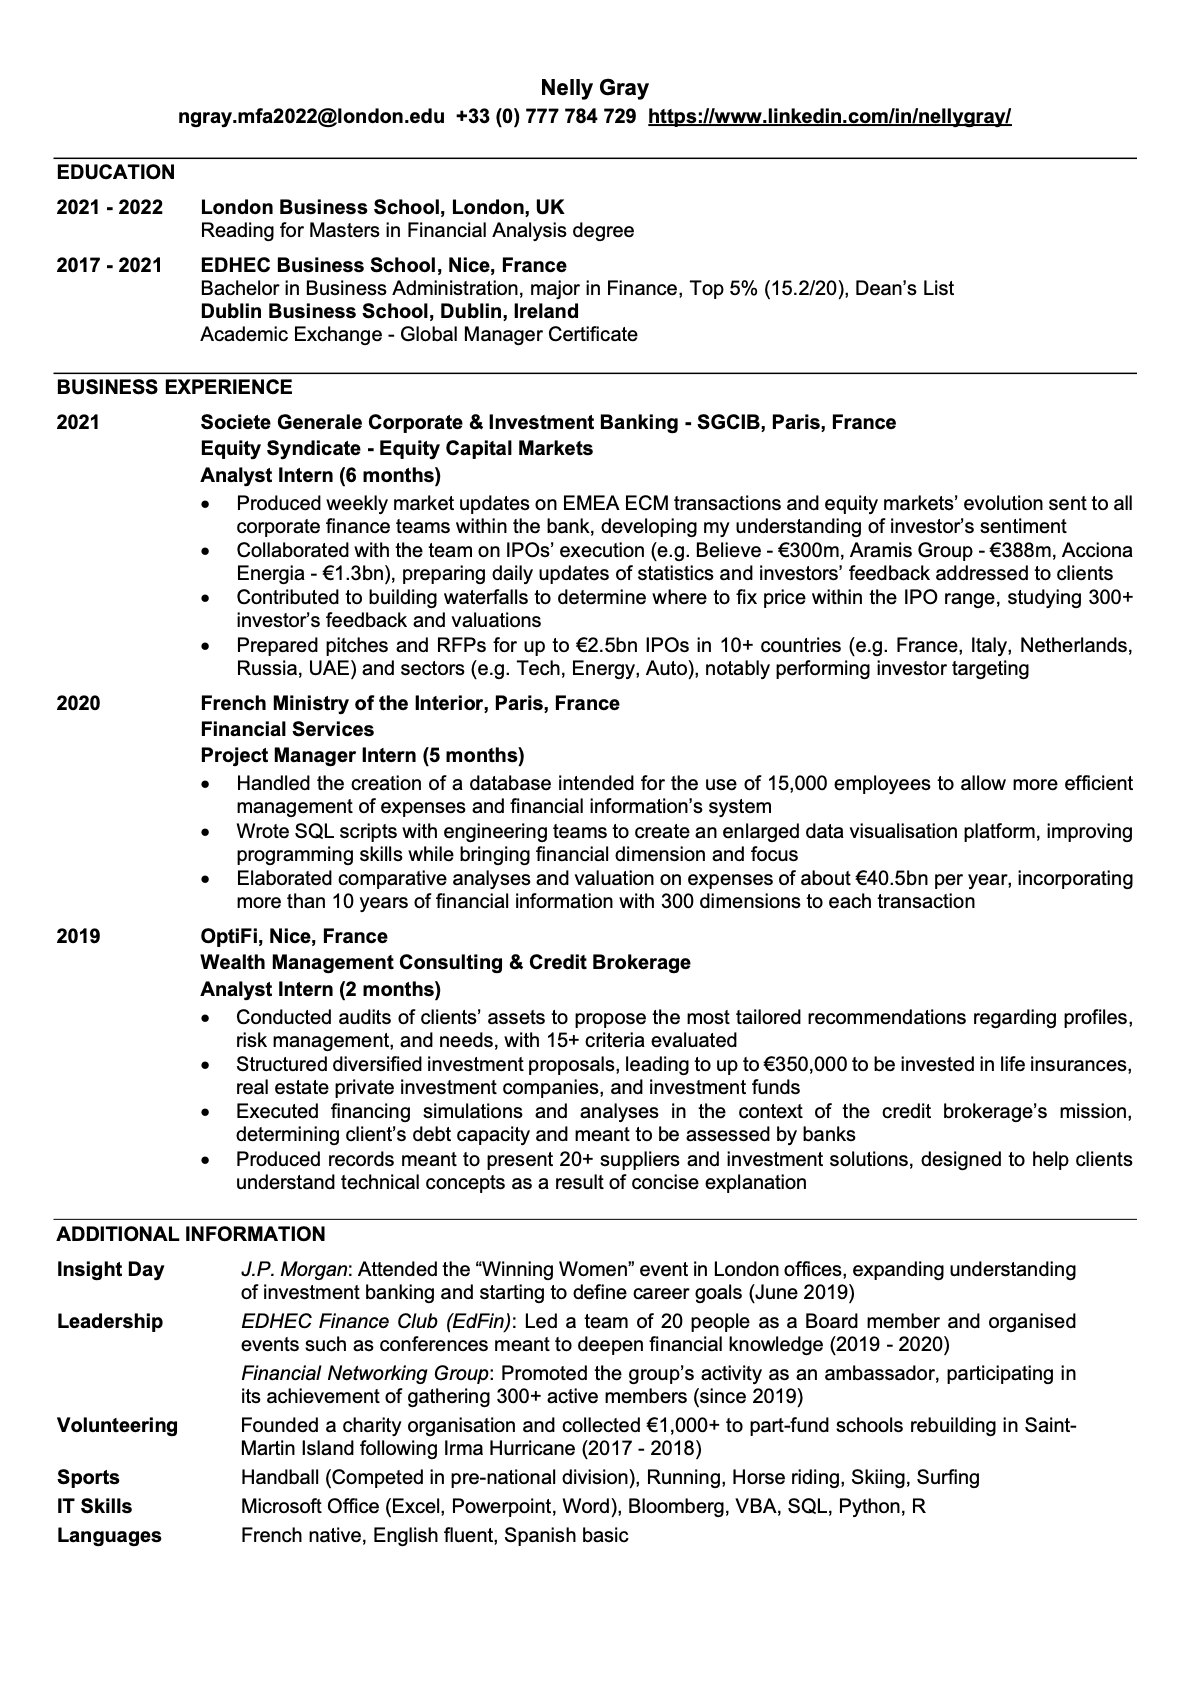 Nelly Gray
ngray.mfa2022@london.edu +33 (0) 777 784 729 https://www.linkedin.com/in/nellygray/
EDUCATION
2021 - 2022 London Business School, London, UK
Reading for Masters in Financial Analysis degree
2017 - 2021 EDHEC Business School, Nice, France
Bachelor in Business Administration, major in Finance, Top 5% (15.2/20), Dean’s List
Dublin Business School, Dublin, Ireland
Academic Exchange - Global Manager Certificate
BUSINESS EXPERIENCE
2021 Societe Generale Corporate & Investment Banking - SGCIB, Paris, France
Equity Syndicate - Equity Capital Markets
Analyst Intern (6 months)
• Produced weekly market updates on EMEA ECM transactions and equity markets’ evolution sent to all
corporate finance teams within the bank, developing my understanding of investor’s sentiment
• Collaborated with the team on IPOs’ execution (e.g. Believe - €300m, Aramis Group - €388m, Acciona
Energia - €1.3bn), preparing daily updates of statistics and investors’ feedback addressed to clients
• Contributed to building waterfalls to determine where to fix price within the IPO range, studying 300+
investor’s feedback and valuations
• Prepared pitches and RFPs for up to €2.5bn IPOs in 10+ countries (e.g. France, Italy, Netherlands,
Russia, UAE) and sectors (e.g. Tech, Energy, Auto), notably performing investor targeting
2020 French Ministry of the Interior, Paris, France
Financial Services
Project Manager Intern (5 months)
• Handled the creation of a database intended for the use of 15,000 employees to allow more efficient
management of expenses and financial information’s system
• Wrote SQL scripts with engineering teams to create an enlarged data visualisation platform, improving
programming skills while bringing financial dimension and focus
• Elaborated comparative analyses and valuation on expenses of about €40.5bn per year, incorporating
more than 10 years of financial information with 300 dimensions to each transaction
2019 OptiFi, Nice, France
Wealth Management Consulting & Credit Brokerage
Analyst Intern (2 months)
• Conducted audits of clients’ assets to propose the most tailored recommendations regarding profiles,
risk management, and needs, with 15+ criteria evaluated
• Structured diversified investment proposals, leading to up to €350,000 to be invested in life insurances,
real estate private investment companies, and investment funds
• Executed financing simulations and analyses in the context of the credit brokerage’s mission,
determining client’s debt capacity and meant to be assessed by banks
• Produced records meant to present 20+ suppliers and investment solutions, designed to help clients
understand technical concepts as a result of concise explanation
ADDITIONAL INFORMATION
Insight Day J.P. Morgan: Attended the “Winning Women” event in London offices, expanding understanding
of investment banking and starting to define career goals (June 2019)
Leadership EDHEC Finance Club (EdFin): Led a team of 20 people as a Board member and organised
events such as conferences meant to deepen financial knowledge (2019 - 2020)
Financial Networking Group: Promoted the group’s activity as an ambassador, participating in
its achievement of gathering 300+ active members (since 2019)
Volunteering Founded a charity organisation and collected €1,000+ to part-fund schools rebuilding in Saint-
Martin Island following Irma Hurricane (2017 - 2018)
Sports Handball (Competed in pre-national division), Running, Horse riding, Skiing, Surfing
IT Skills Microsoft Office (Excel, Powerpoint, Word), Bloomberg, VBA, SQL, Python, R
Languages French native, English fluent, Spanish basic